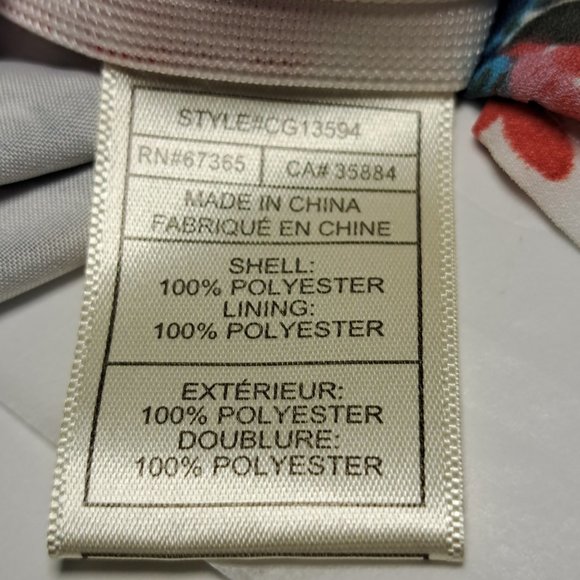 STYLE#CG13594
RN#67365 CA# 35884
MADE IN CHINA
FABRIQUÉ EN CHINE
SHELL:
100% POLYESTER
LINING:
100% POLYESTER
EXTÉRIEUR:
100% POLYESTER
DOUBLURE:
100% POLYESTER